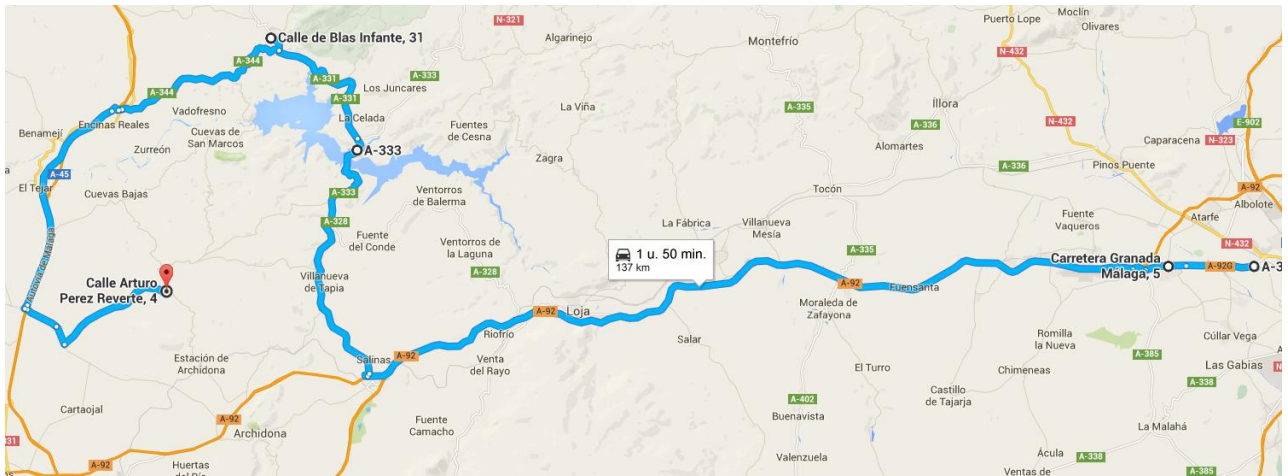 N-321
Algarinejo
Montefrío
Puerto Lope
Moclín
Olivares
N-432
Calle de Blas Infante, 31
A-344
A-331
Los Juncares
A-333
A-344
A-331
La Celada
Vadofresno
Encinas Reales
Benamejí
Cuevas de
San Marcos
Zurreón
Fuentes
de Cesna
La Viña
A-335
Íllora
A-336
Alomartes
N-432
E-902
Caparacena
N-323
A-333
Zagra
A-336
Pinos Puente
A-45
El Tejar
Cuevas Bajas
A-333
Ventorros
de Balerma
Tocón
A-92
Albolote
A-328
Fuente
del Conde
La Fábrica
Villanueva
Mesía
Fuente
Vaqueros
Atarfe
N-432
Autovía de Málaga
Calle Arturo
Perez Reverte, 4
Villanueva
de Tapia
Ventorros de
la Laguna
A-328
1 u. 50 min.
137 km
A-335
Carretera Granada
Málaga, 5
A-92G
A-3
A-92
Fuensanta
Moraleda de
Zafayona
A-92
Loja
Riofrío
Salar
Romilla
la Nueva
Cúllar Vega
Estación de
Archidona
Salinas
A-92
Venta
del Rayo
El Turro
Chimeneas
A-385
Las Gabias
A-338
Castillo
de Tajarja
Cartaojal
A-92
Archidona
Fuente
Camacho
A-402
Buenavista
La Malahá
A-92
Huertas
Valenzuela
Ácula
A-338
Ventas de
A-385